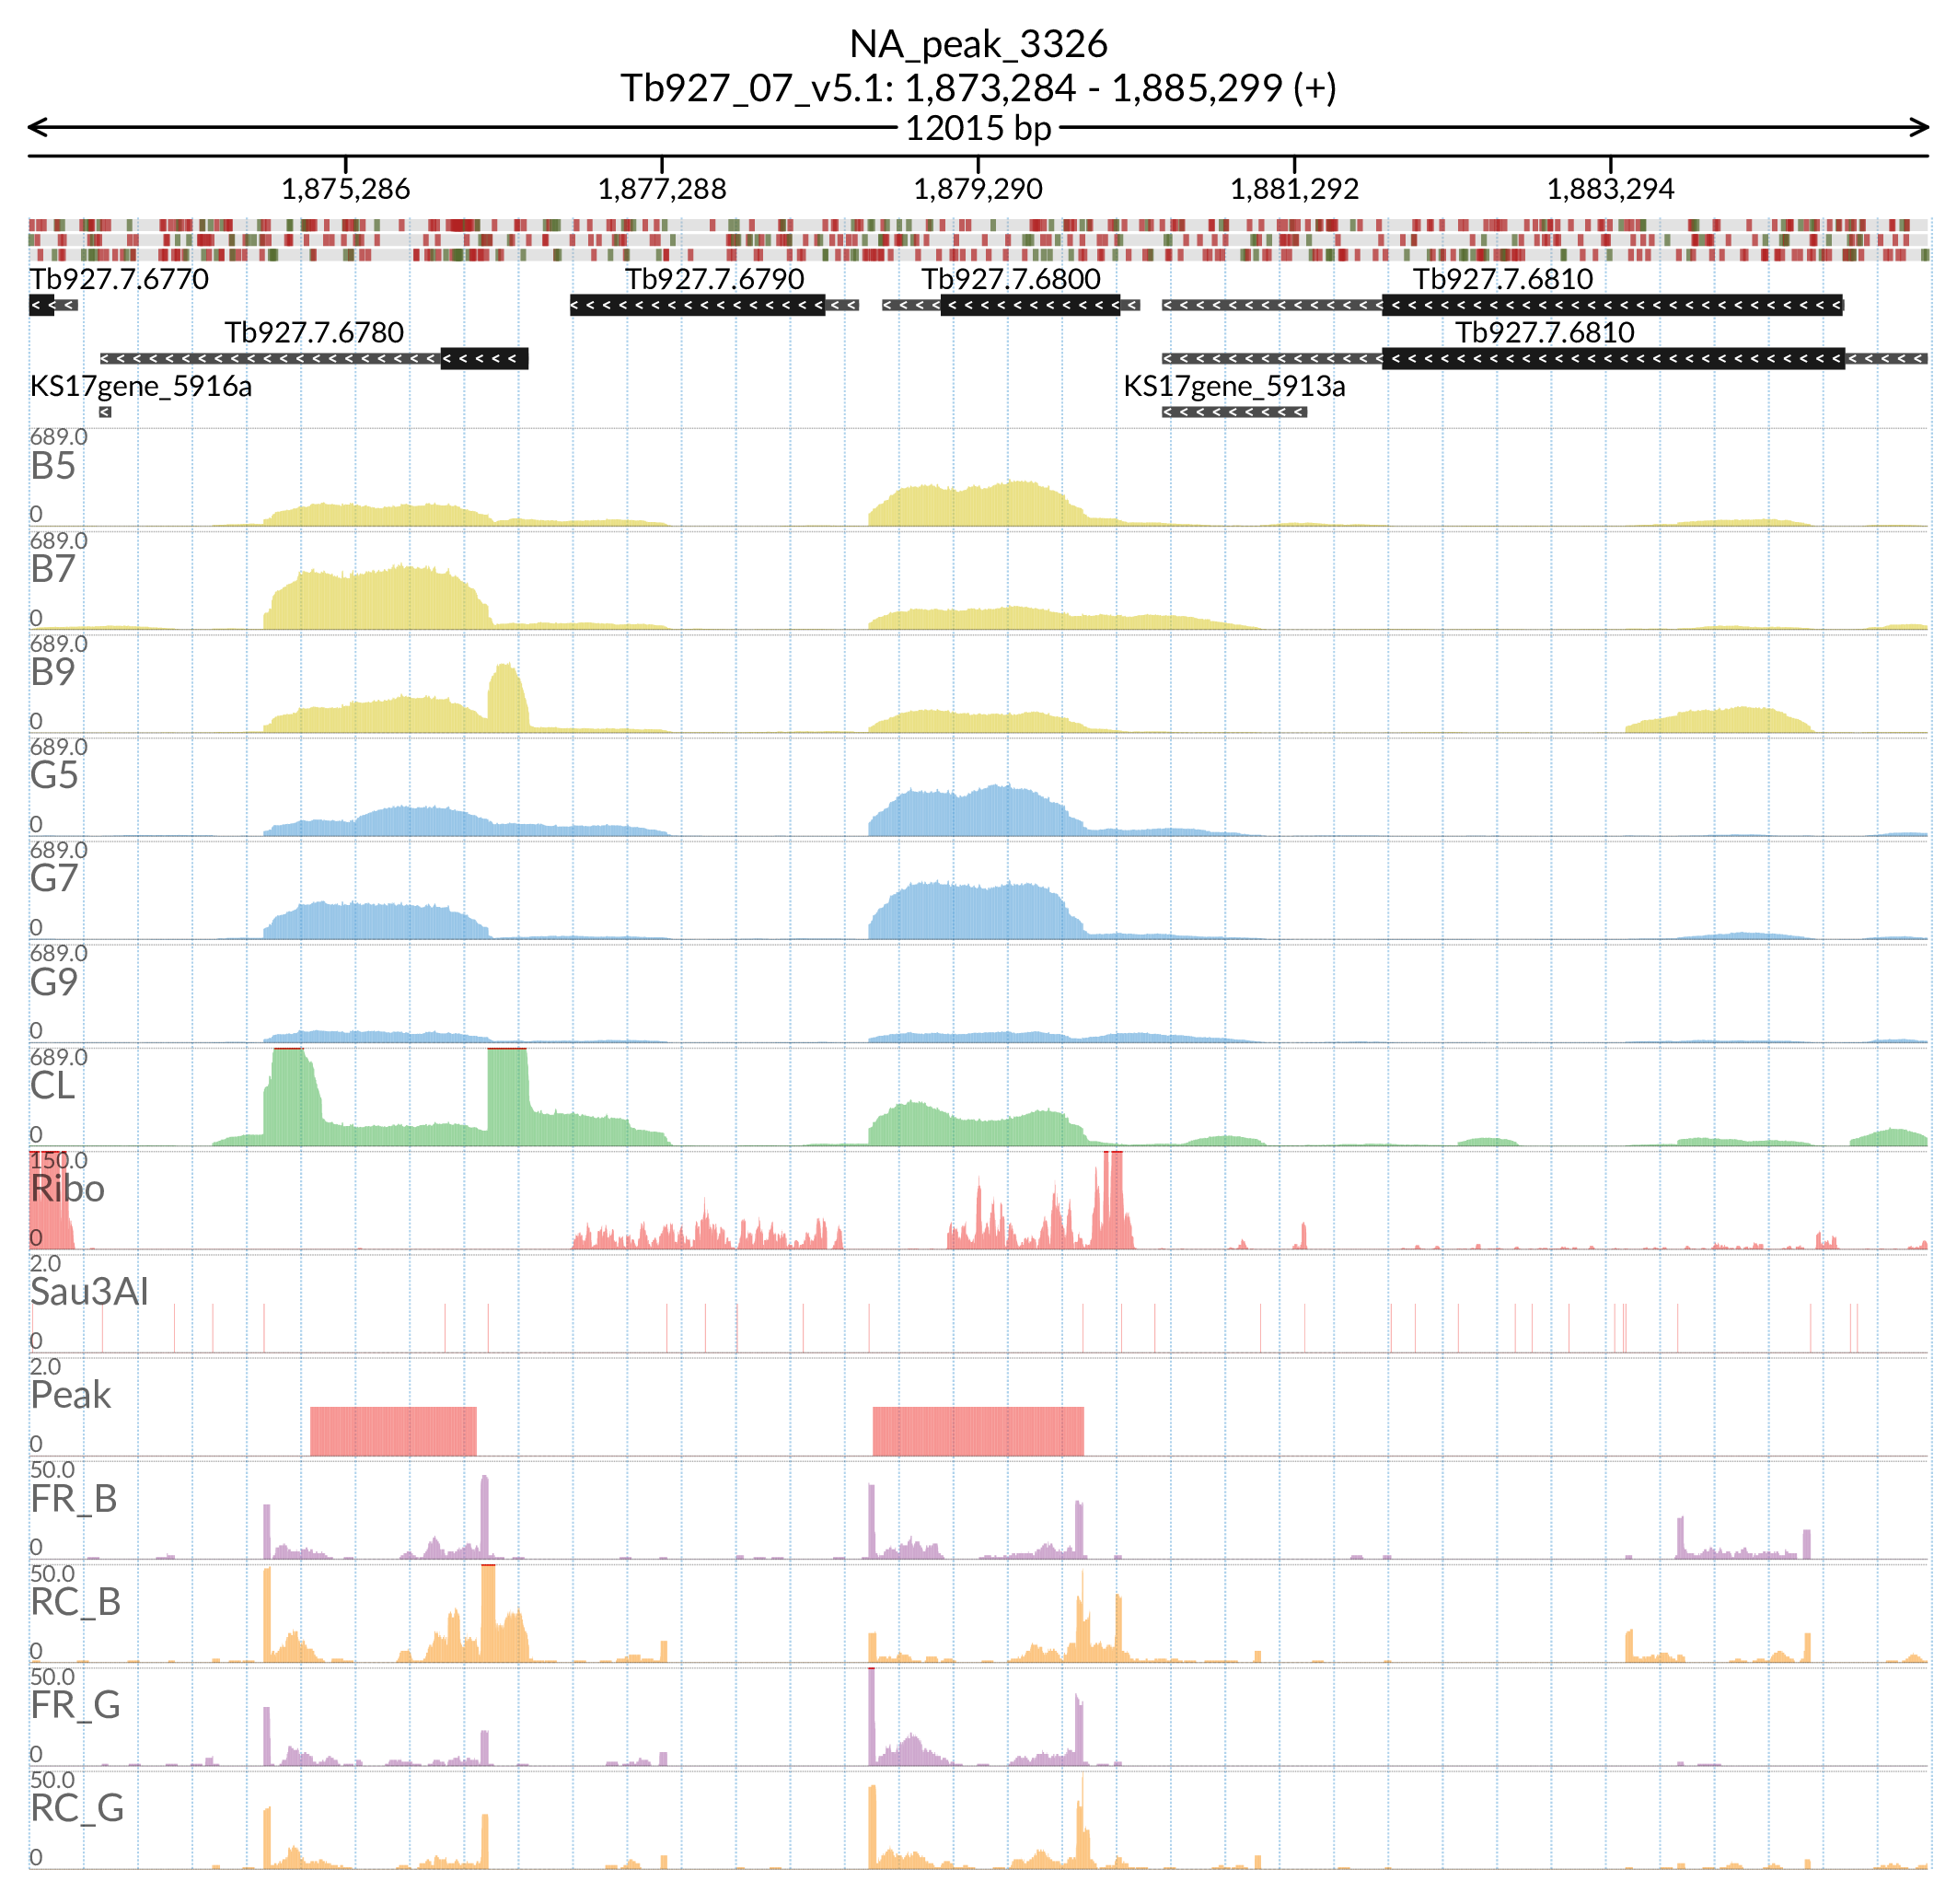 NA_peak_3326
Tb927_07_v5.1: 1,873,284 - 1,885,299 (+)
12015 bp
1,875,286 1,877,288 1,879,290 1,881,292 1,883,294
Tb927.7.6770 Tb927.7.6790 Tb927.7.6800 Tb927.7.6810
Tb927.7.6780 Tb927.7.6810
KS17gene_5916a KS17gene_5913a
689.0
B5
0
689.0
B7
0
689.0
B9
0
689.0
G5
0
689.0
G7
0
689.0
G9
0
689.0
CL
0
150.0
Ribo
0
2.0
Sau3AI
0
2.0
Peak
0
50.0
FR_B
0
50.0
RC_B
0
50.0
FR_G
0
50.0
RC_G
0